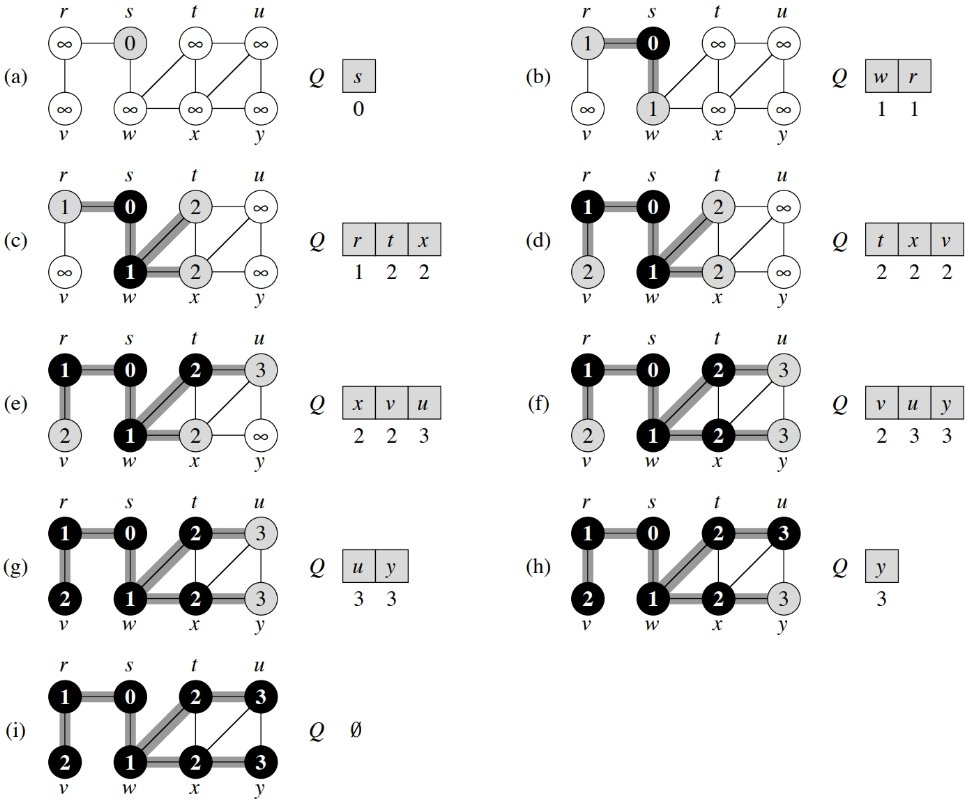 r s t u r s t u
∞ 0 ∞ ∞ 1 0 ∞ ∞
(a) Q s (b) Q w r
∞ ∞ ∞ ∞ 0 ∞ 1 ∞ ∞ 1 1
v w x y v w x y
r s t u r s t u
1 0 2 ∞ 1 0 2 ∞
(c) Q r t x (d) Q t x v
∞ 1 2 ∞ 1 2 2 2 1 2 ∞ 2 2 2
v w x y v w x y
r s t u r s t u
1 0 2 3 1 0 2 3
(e) Q x v u (f) Q v u y
2 1 2 ∞ 2 2 3 2 1 2 3 2 3 3
v w x y v w x y
r s t u r s t u
1 0 2 3 1 0 2 3
(g) Q u y (h) Q y
2 1 2 3 3 3 2 1 2 3 3
v w x y v w x y
r s t u
1 0 2 3
(i) Q ∅
2 1 2 3
v w x y